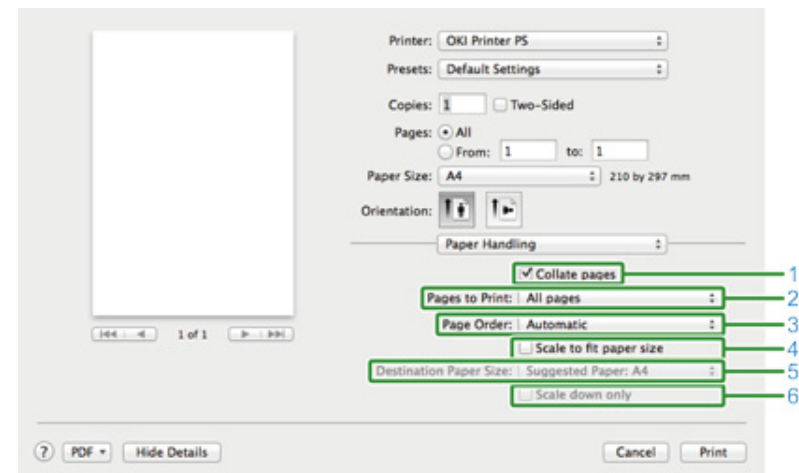 Printer: OKI Printer PS
Presets: Default Settings
Copies: 1 Two-Sided
Pages: All
From: 1 to: 1
Paper Size: A4 210 by 297 mm
Orientation:
Paper Handling
Collate pages 1
Pages to Print: All pages 2
Page Order: Automatic 3
Scale to fit paper size 4
Destination Paper Size: Suggested Paper: A4 5
Scale down only 6
1 of 1
? PDF Hide Details Cancel Print